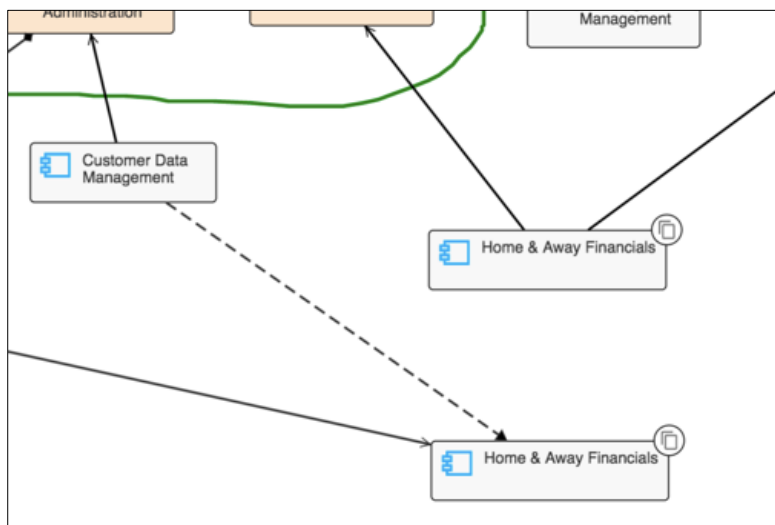 Administration
Management
Customer Data
Management
Home & Away Financials
Home & Away Financials